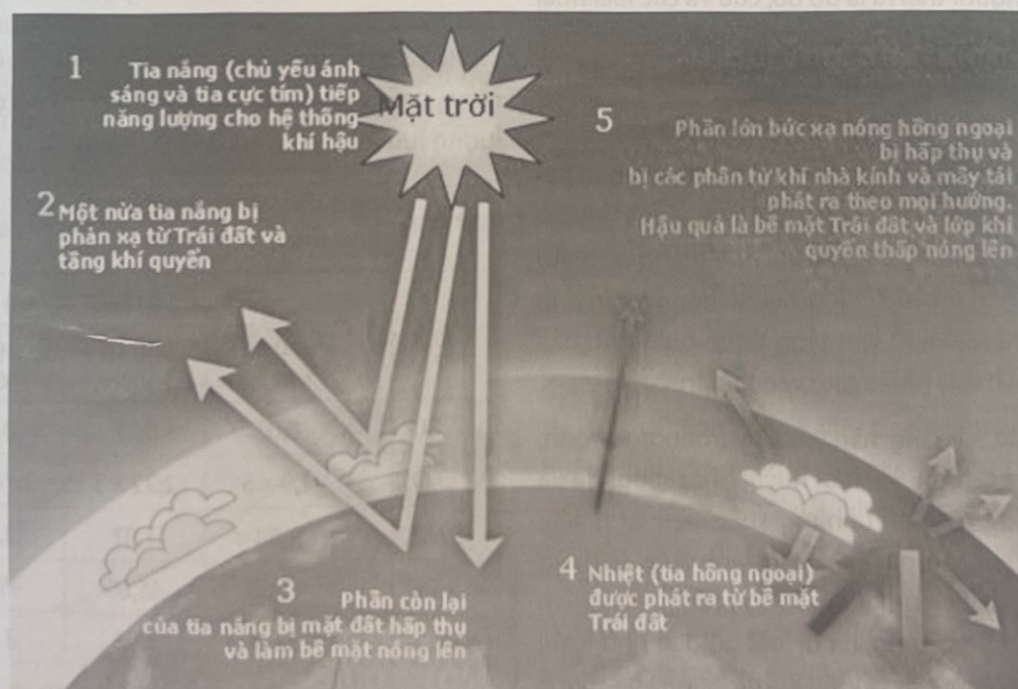 1 Tia nắng (chủ yếu ánh
sáng và tia cực tím) tiếp
năng lượng cho hệ thống
khí hậu
Mặt trời
2 Một nửa tia nắng bị
phản xạ từ Trái đất và
tầng khí quyển
3 Phần còn lại
của tia nắng bị mặt đất hấp thụ
và làm bề mặt nóng lên
4 Nhiệt (tia hồng ngoại)
được phát ra từ bề mặt
Trái đất
5 Phần lớn bức xạ nóng hồng ngoại
bị hấp thụ và
bị các phân tử khí nhà kính và mây tái
phát ra theo mọi hướng.
Hậu quả là bề mặt Trái đất và lớp khí
quyển thấp nóng lên